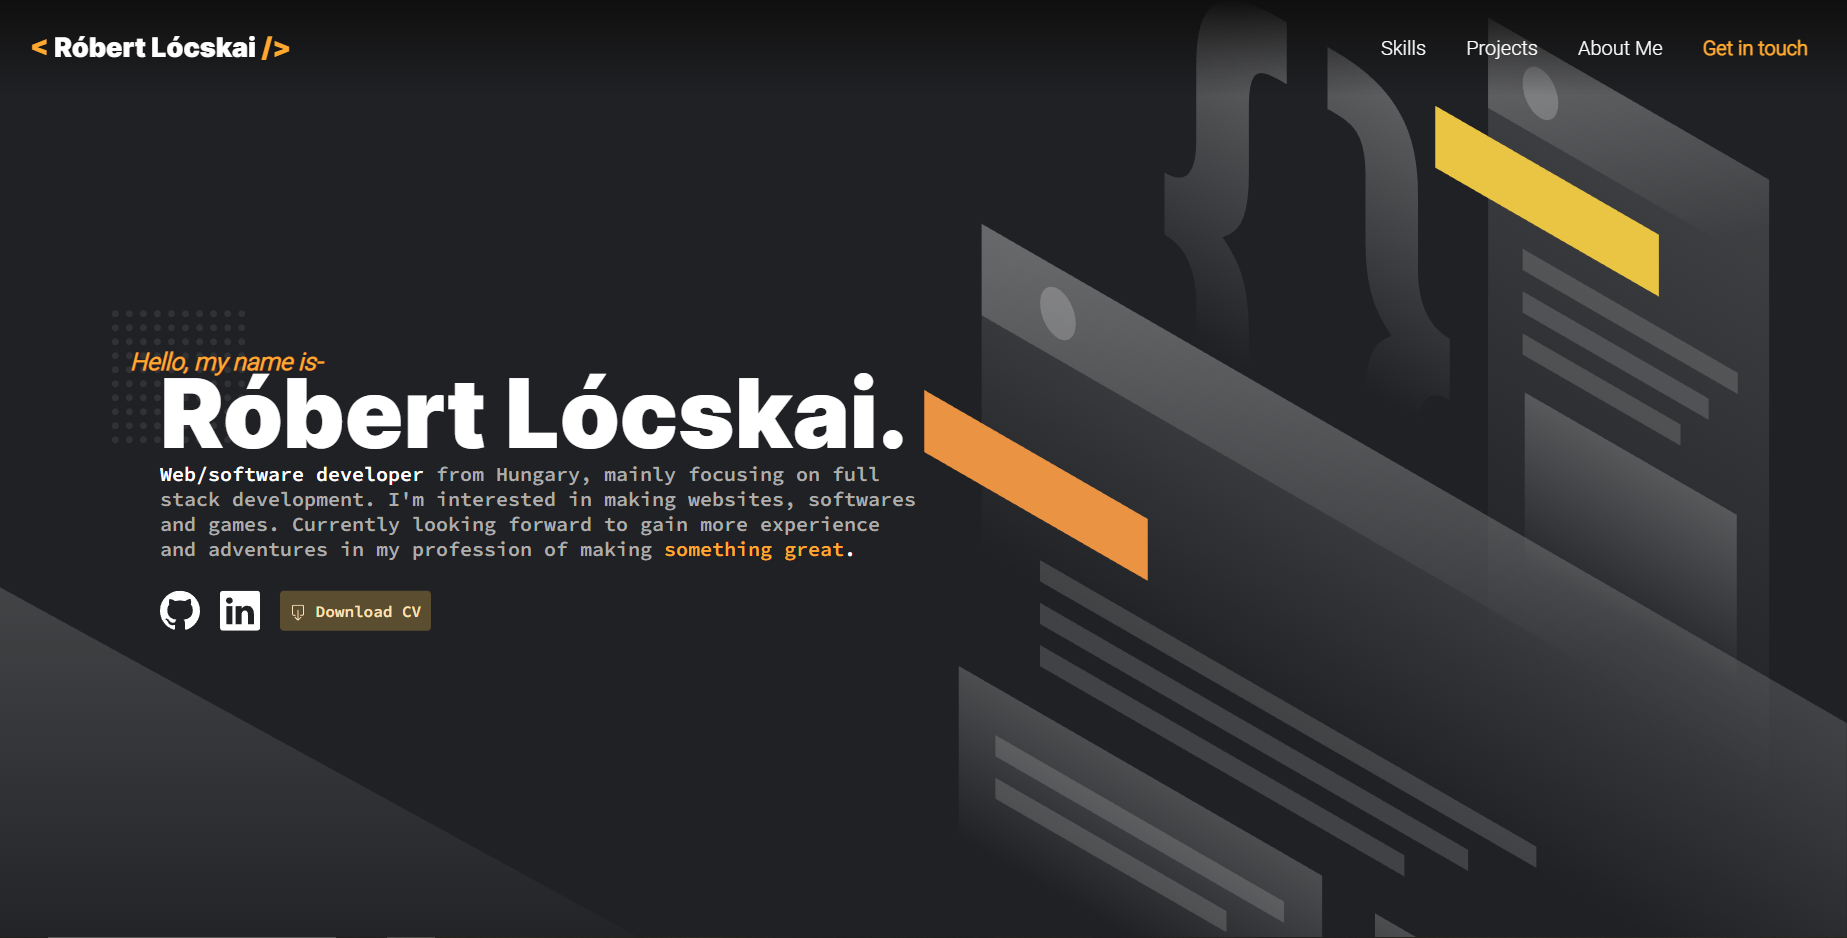 < Róbert Lócskai />
Skills
Projects
About Me
Get in touch
Hello, my name is-
Róbert Lócskai.
Web/software developer from Hungary, mainly focusing on full
stack development. I'm interested in making websites, softwares
and games. Currently looking forward to gain more experience
and adventures in my profession of making something great.
in
Download CV